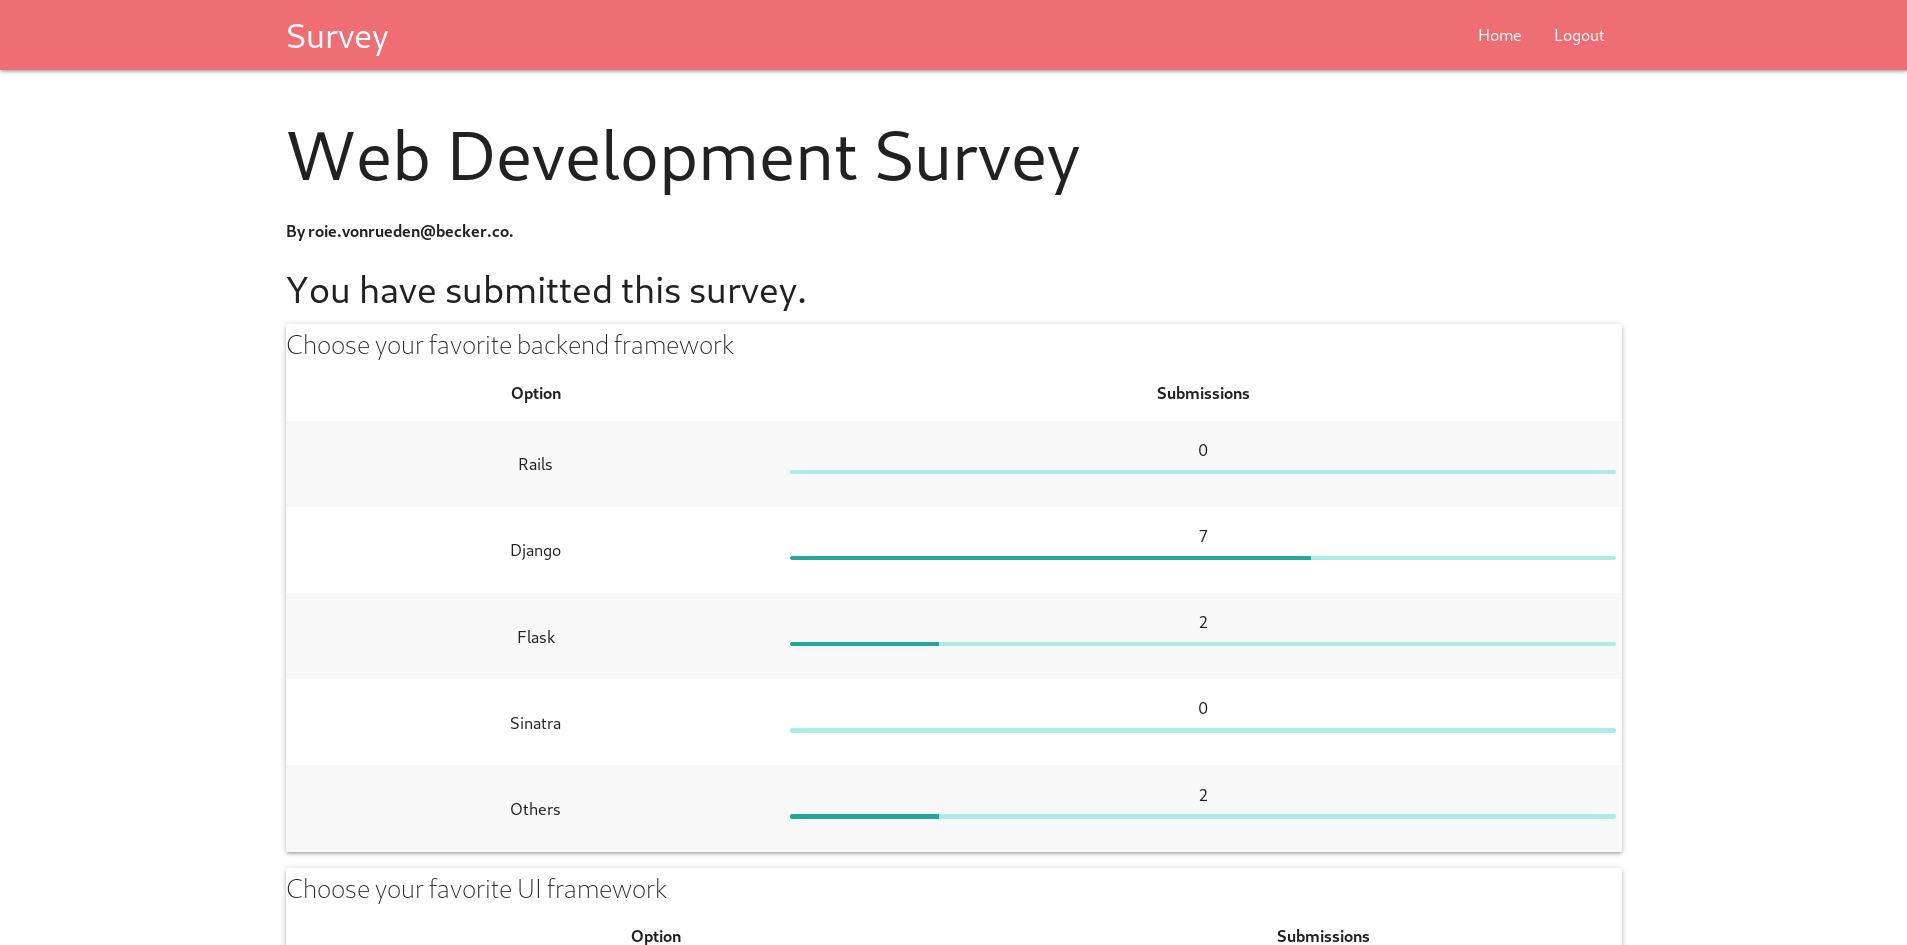 Survey
Home
Logout
Web Development Survey
By roie.vonrueden@becker.co.
You have submitted this survey.
Choose your favorite backend framework
Option
Submissions
Rails
0
Django
7
Flask
2
Sinatra
0
Others
2
Choose your favorite UI framework
Option
Submissions